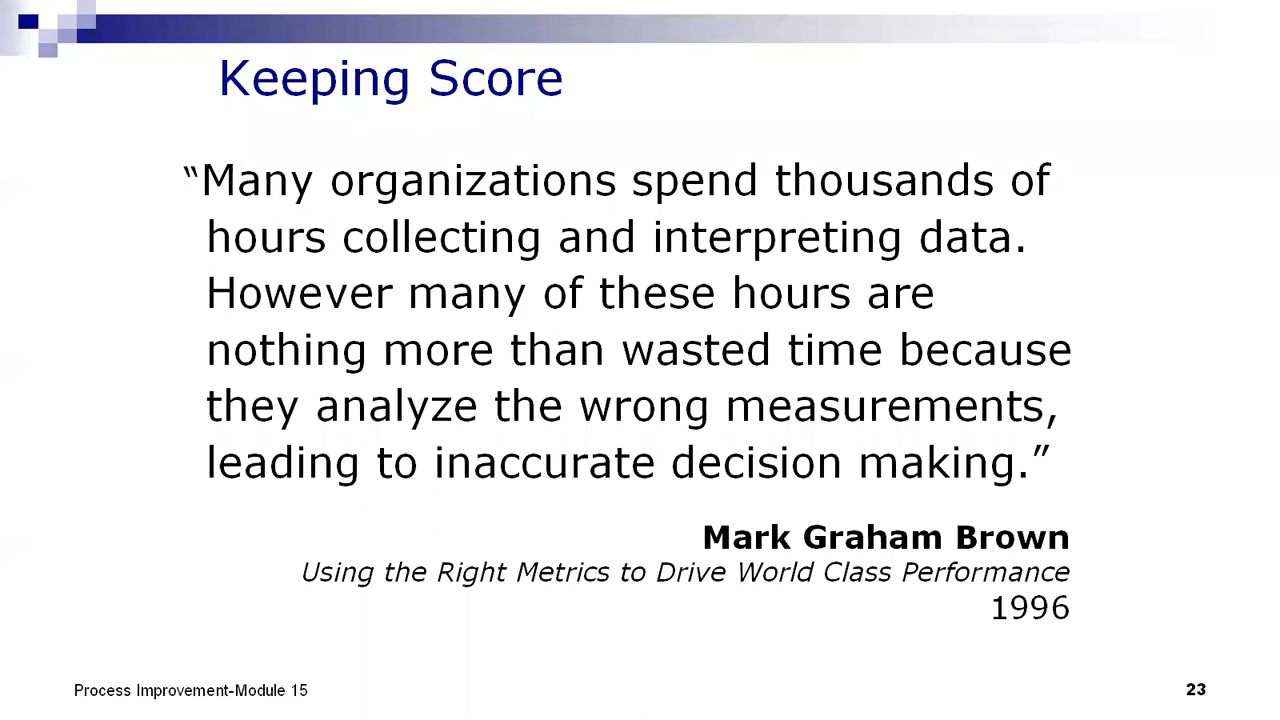 Keeping Score
“Many organizations spend thousands of
hours collecting and interpreting data.
However many of these hours are
nothing more than wasted time because
they analyze the wrong measurements,
leading to inaccurate decision making.”
Mark Graham Brown
Using the Right Metrics to Drive World Class Performance
1996
Process Improvement-Module 15
23